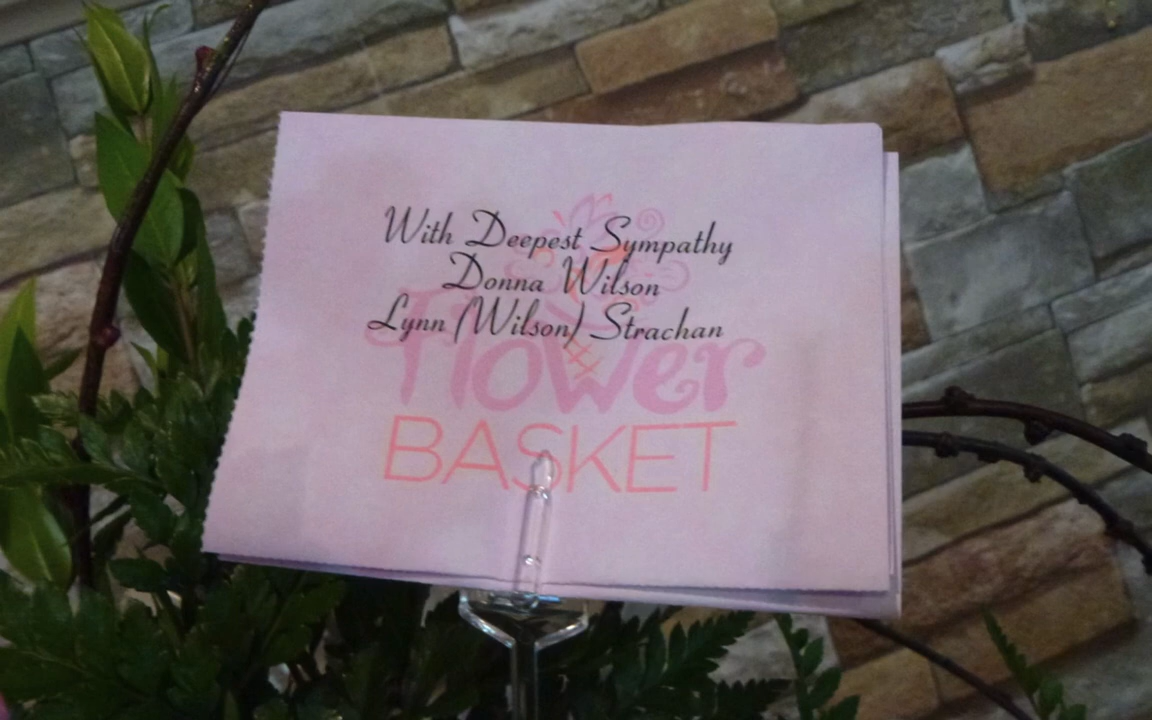 With Deepest Sympathy
Donna Wilson
Lynn (Wilson) Strachan
Flower
BASKET